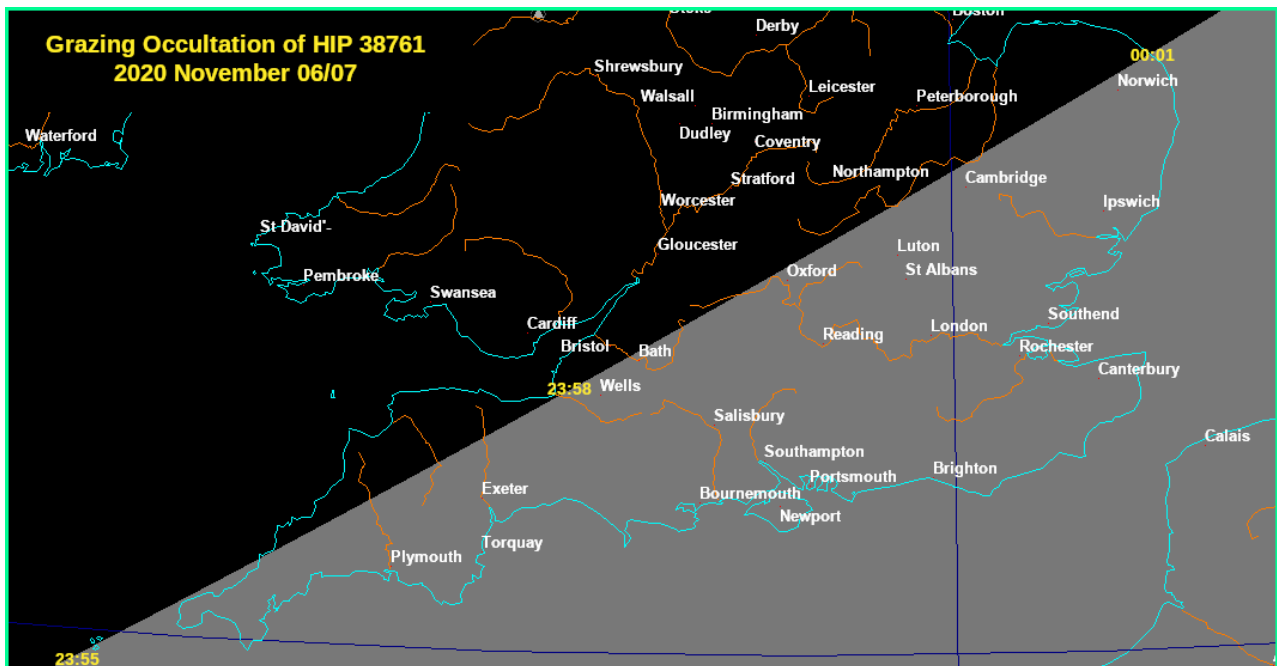 Stoke
Boston
Derby
Grazing Occultation of HIP 38761
2020 November 06/07
00:01
Shrewsbury
Norwich
Leicester
Walsall
Peterborough
Birmingham
Waterford
Dudley
Coventry
Northampton
Stratford
Cambridge
Worcester
Ipswich
St David'-
Gloucester
Luton
Pembroke
Oxford
St Albans
Swansea
Southend
Cardiff
London
Reading
Bristol
Bath
Rochester
Canterbury
23:58
Wells
Salisbury
Calais
Southampton
Brighton
Portsmouth
Exeter
Bournemouth
Newport
Torquay
Plymouth
23:55